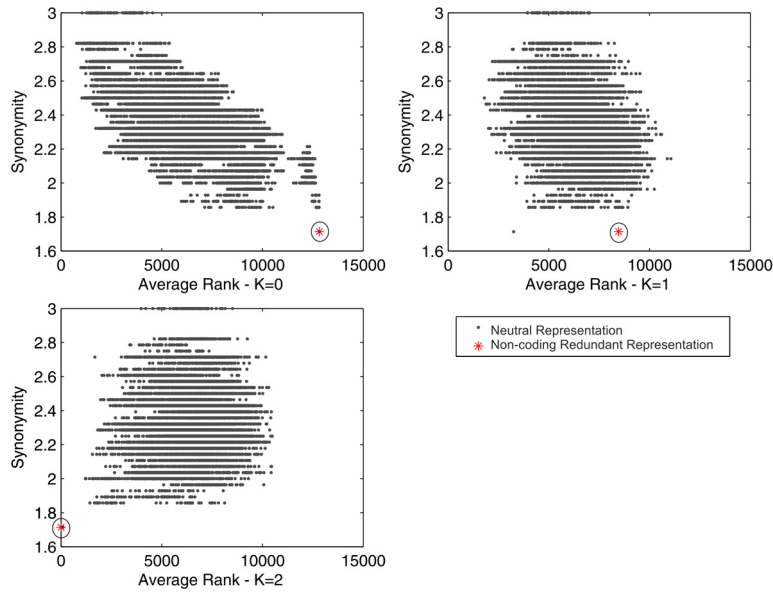 3
2.8
2.6
2.4
2.2
2
1.8
1.6
Synonymity
0 5000 10000 15000
Average Rank - K=0
3
2.8
2.6
2.4
2.2
2
1.8
1.6
Synonymity
0 5000 10000 15000
Average Rank - K=1
3
2.8
2.6
2.4
2.2
2
1.8
1.6
Synonymity
0 5000 10000 15000
Average Rank - K=2
Neutral Representation
Non-coding Redundant Representation